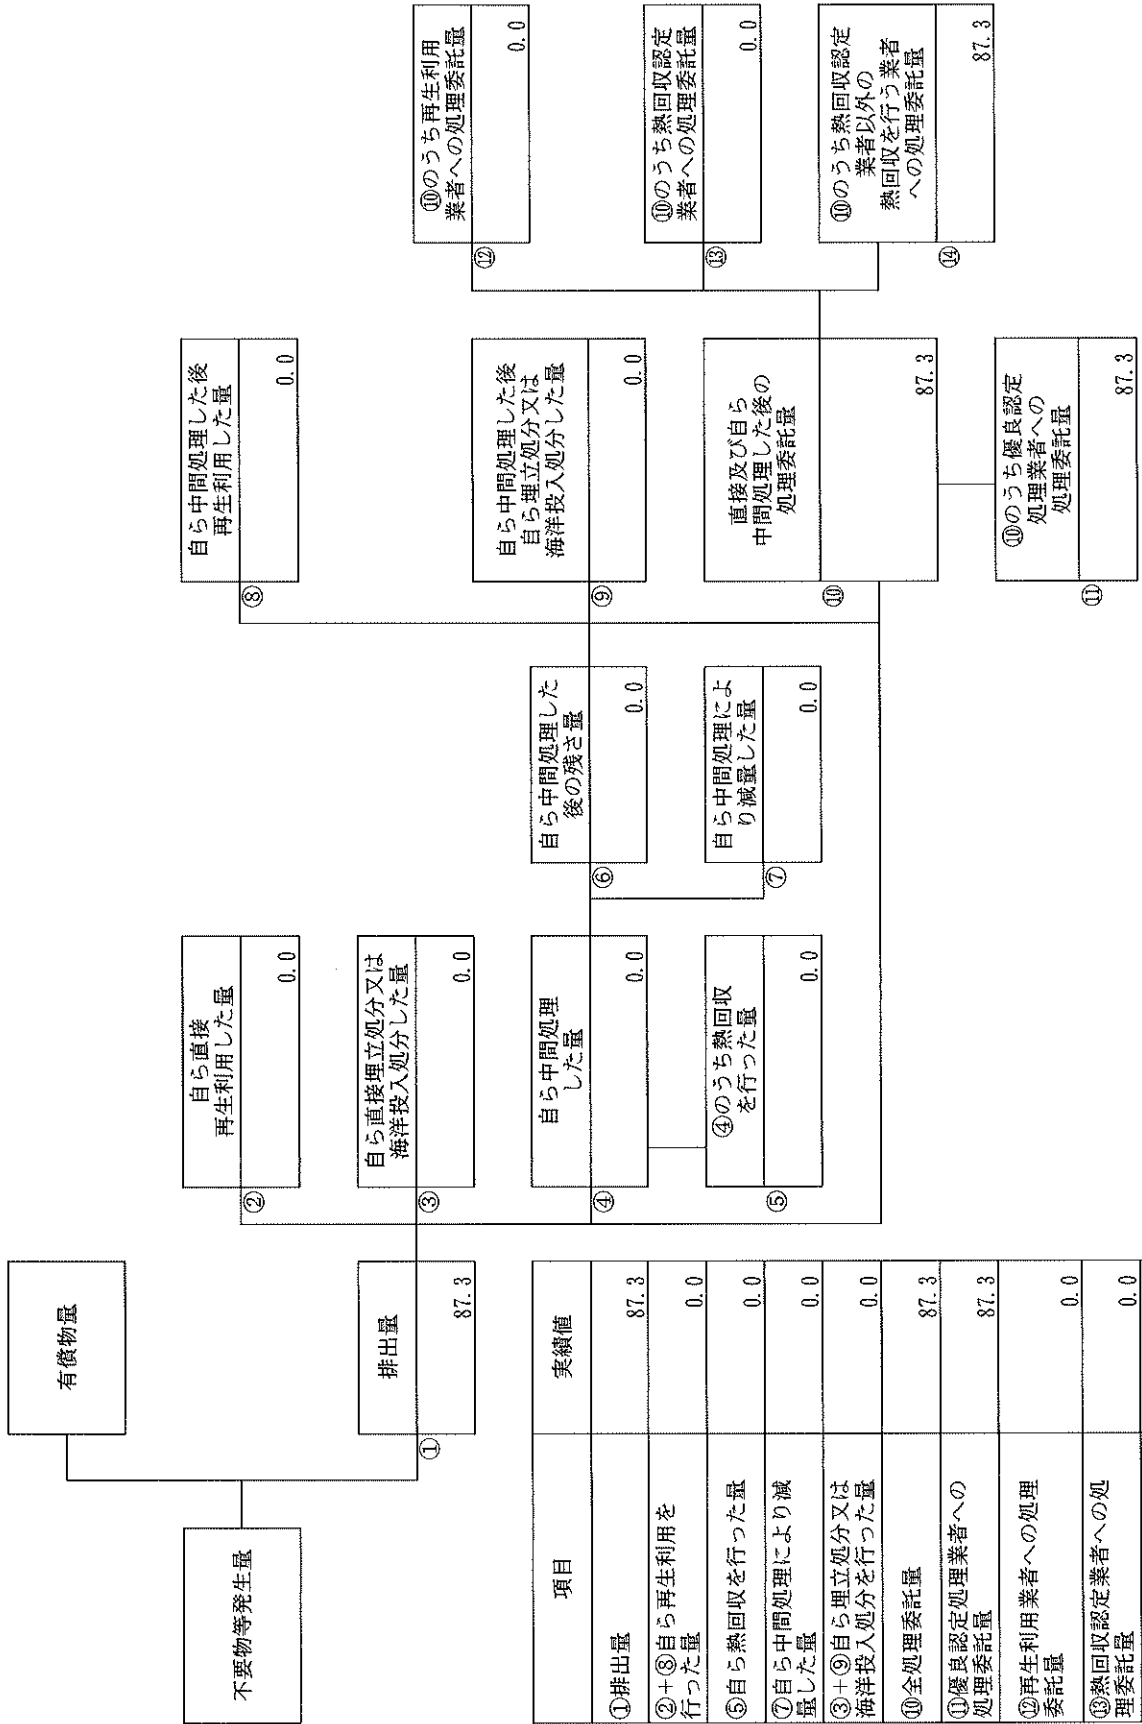 不要物等発生量
有償物量
排出量
①
87.3
自ら直接
再生利用した量
②
0.0
自ら直接埋立処分又は
海洋投入処分した量
③
0.0
自ら中間処理
した量
④
0.0
④のうち熱回収
を行った量
⑤
0.0
自ら中間処理した
後の残さ量
⑥
0.0
自ら中間処理によ
り減量した量
⑦
0.0
自ら中間処理した後
再生利用した量
⑧
0.0
自ら中間処理した後
自ら埋立処分又は
海洋投入処分した量
⑨
0.0
直接及び自ら
中間処理した後の
処理委託量
⑩
87.3
⑩のうち優良認定
処理業者への
処理委託量
⑪
87.3
⑩のうち再生利用
業者への処理委託量
⑫
0.0
⑩のうち熱回収認定
業者への処理委託量
⑬
0.0
⑩のうち熱回収認定
業者以外の
熱回収を行う業者
への処理委託量
⑭
87.3
項目 実績値
①排出量 87.3
②+⑧自ら再生利用を
行った量 0.0
⑤自ら熱回収を行った量 0.0
⑦自ら中間処理により減
量した量 0.0
③+⑨自ら埋立処分又は
海洋投入処分を行った量 0.0
⑩全処理委託量 87.3
⑪優良認定処理業者への
処理委託量 87.3
⑫再生利用業者への処理
委託量 0.0
⑬熱回収認定業者への処
理委託量 0.0